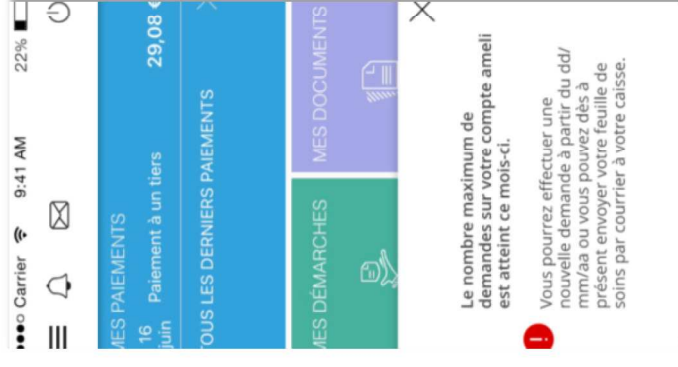 ●●●○ Carrier 9:41 AM 22%
MES PAIEMENTS
16 juin Paiement à un tiers 29,08 €
TOUS LES DERNIERS PAIEMENTS
MES DÉMARCHES
MES DOCUMENTS
Le nombre maximum de
demandes sur votre compte ameli
est atteint ce mois-ci.
Vous pourrez effectuer une
nouvelle demande à partir du dd/
mm/aa ou vous pouvez dès à
présent envoyer votre feuille de
soins par courrier à votre caisse.